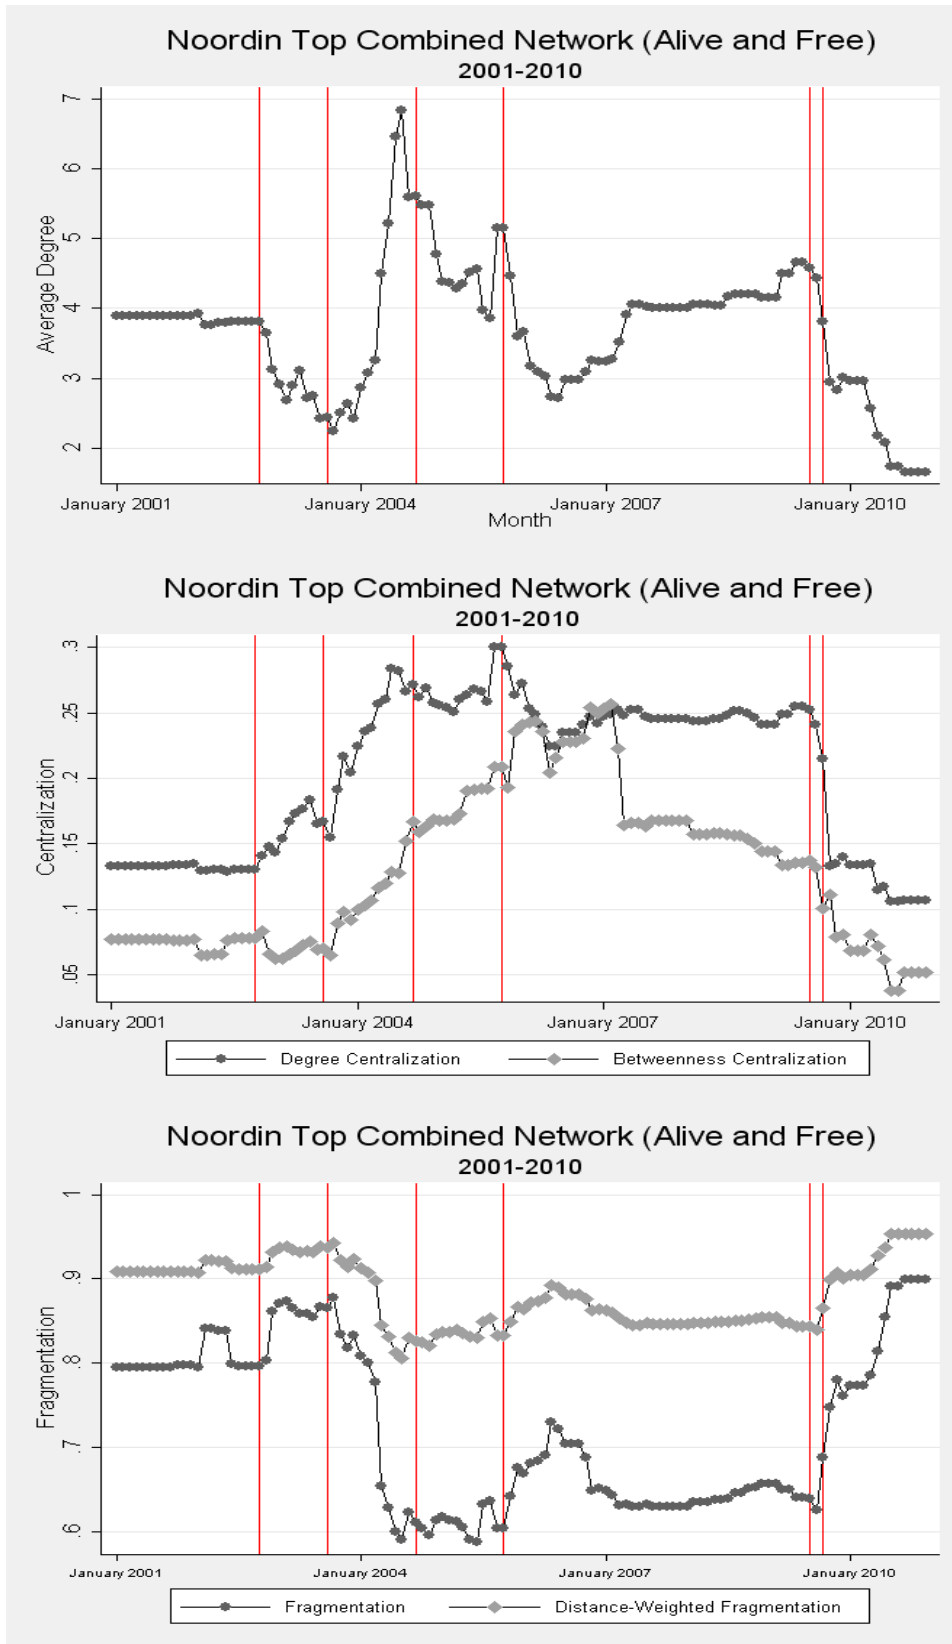 Noordin Top Combined Network (Alive and Free)
2001-2010
Average Degree
7
6
5
4
3
2
January 2001
January 2004
January 2007
January 2010
Month
Noordin Top Combined Network (Alive and Free)
2001-2010
Centralization
.3
.25
.2
.15
.1
.05
January 2001
January 2004
January 2007
January 2010
Degree Centralization
Betweenness Centralization
Noordin Top Combined Network (Alive and Free)
2001-2010
Fragmentation
1
.9
.8
.7
.6
January 2001
January 2004
January 2007
January 2010
Fragmentation
Distance-Weighted Fragmentation